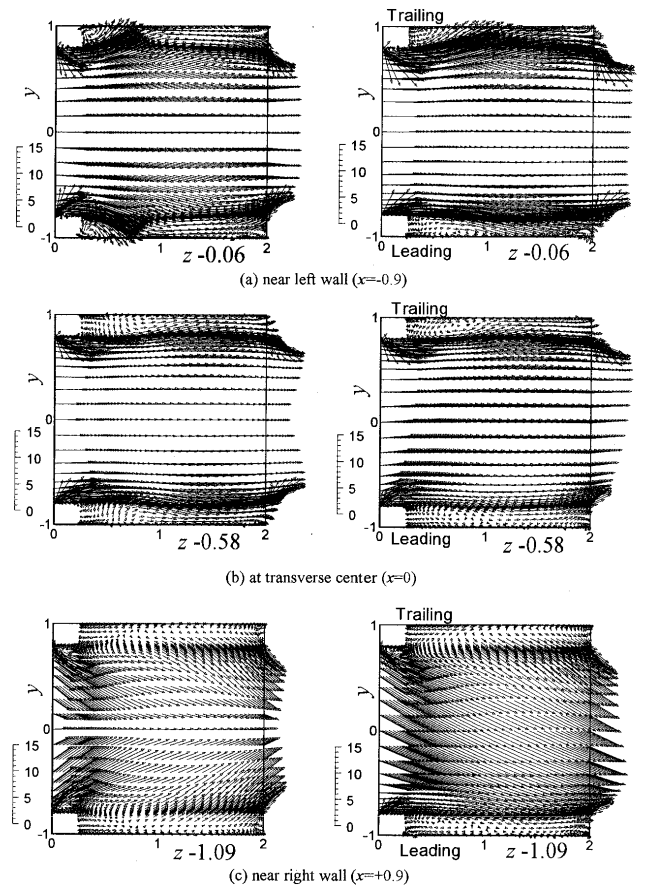 Trailing
1 1
y y
0 0
15 15
10 10
5 5
0 0
-1 -1
Leading
0 1 2 0 1 2
z -0.06 z -0.06
(a) near left wall (x=-0.9)
Trailing
1 1
y y
0 0
15 15
10 10
5 5
0 0
-1 -1
Leading
0 1 2 0 1 2
z -0.58 z -0.58
(b) at transverse center (x=0)
Trailing
1 1
y y
0 0
15 15
10 10
5 5
0 0
-1 -1
Leading
0 1 2 0 1 2
z -1.09 z -1.09
(c) near right wall (x=+0.9)